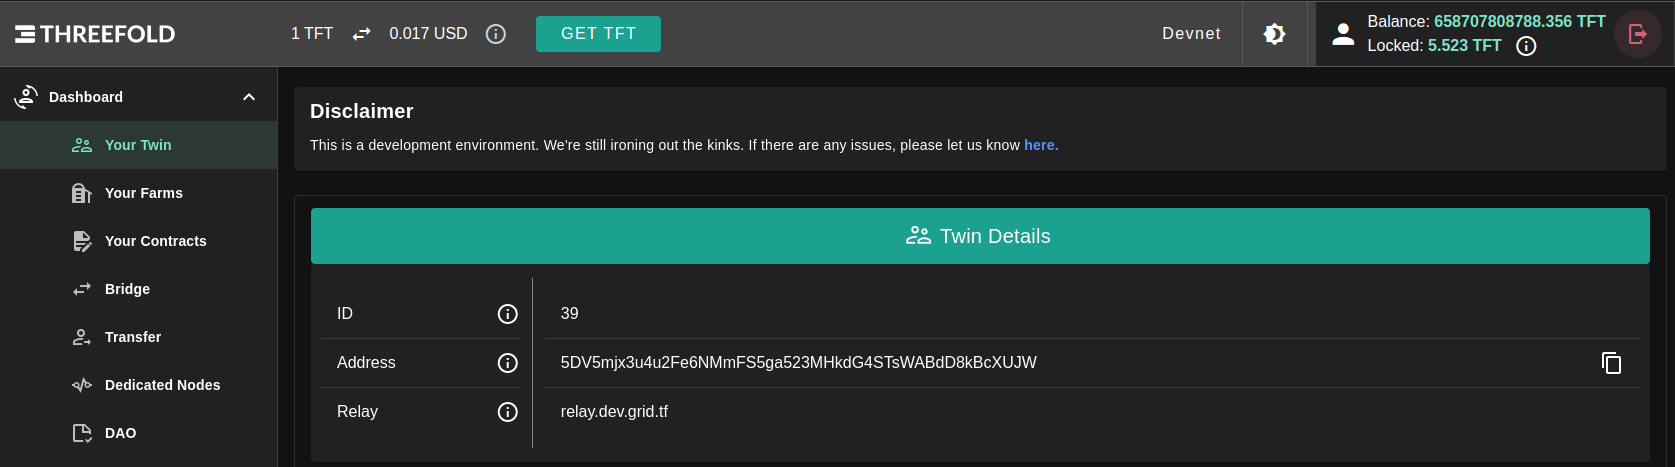 THREEFOLD
1 TFT 0.017 USD GET TFT
Devnet
Balance: 658707808788.356 TFT
Locked: 5.523 TFT
Dashboard
Your Twin
Your Farms
Your Contracts
Bridge
Transfer
Dedicated Nodes
DAO
Disclaimer
This is a development environment. We're still ironing out the kinks. If there are any issues, please let us know here.
Twin Details
ID 39
Address 5DV5mjx3u4u2Fe6NMmFS5ga523MHkdG4STsWABdD8kBcXUJW
Relay relay.dev.grid.tf